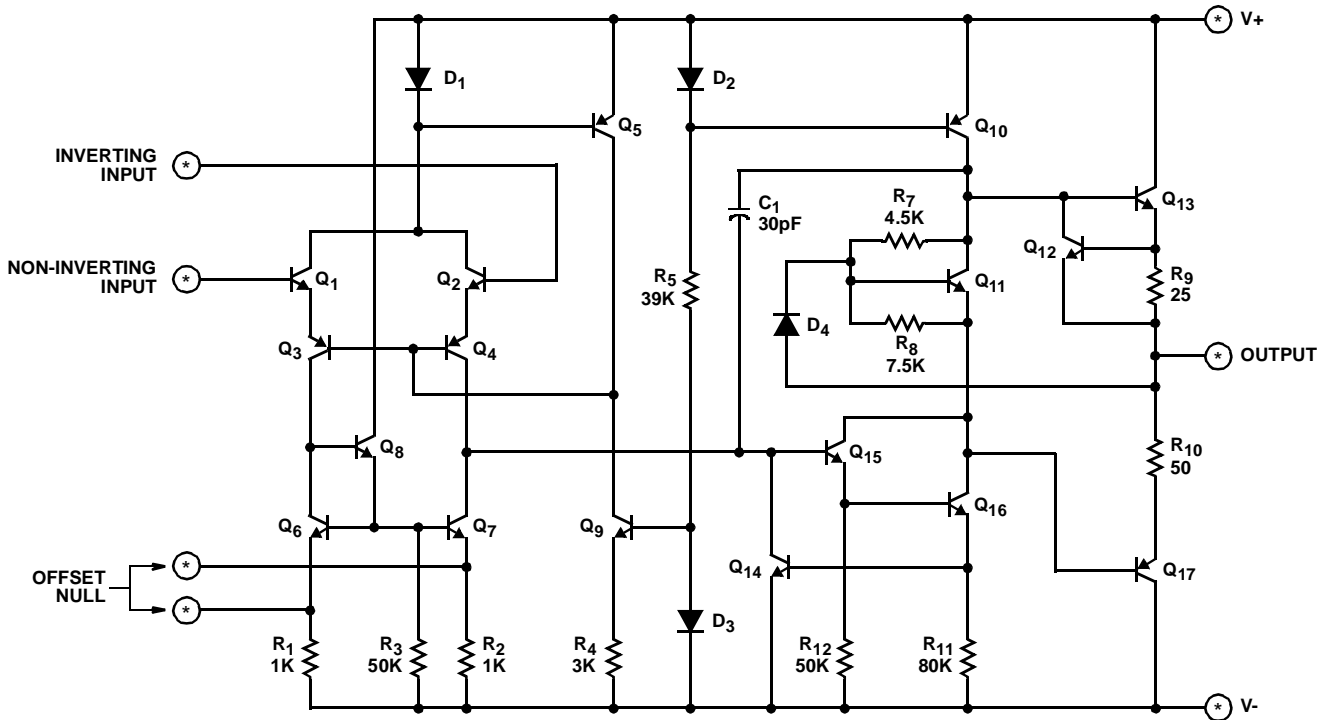 V+
D1
D2
Q5
Q10
INVERTING
INPUT
*
C1
30pF
R7
4.5K
Q13
Q12
NON-INVERTING
INPUT
*
Q1
Q2
R5
39K
Q11
R9
25
D4
R8
7.5K
Q3
Q4
* OUTPUT
Q8
Q15
R10
50
Q6
Q7
Q9
Q16
OFFSET
NULL
*
*
Q14
Q17
D3
R1
1K
R3
50K
R2
1K
R4
3K
R12
50K
R11
80K
* V-